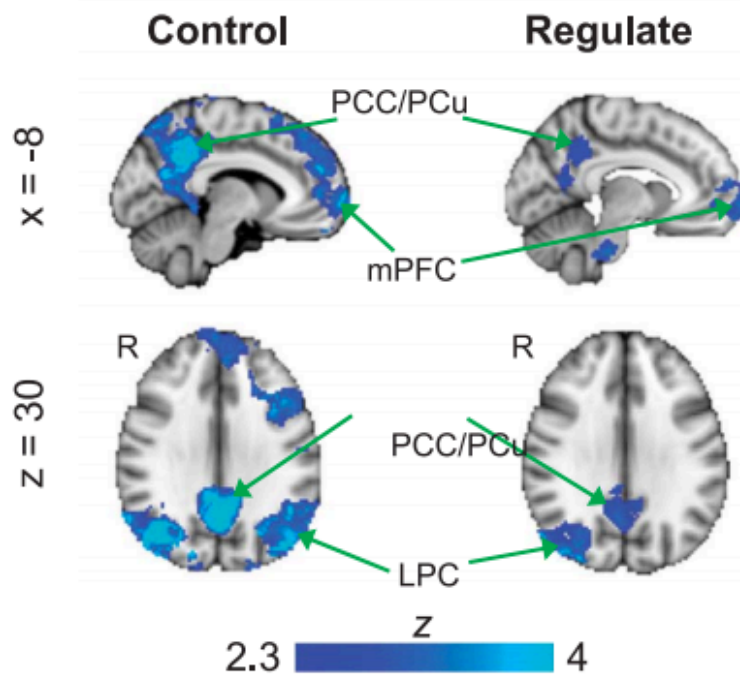 Control Regulate
x = -8
PCC/PCu
mPFC
R R
z = 30
PCC/PCu
LPC
z
2.3 4